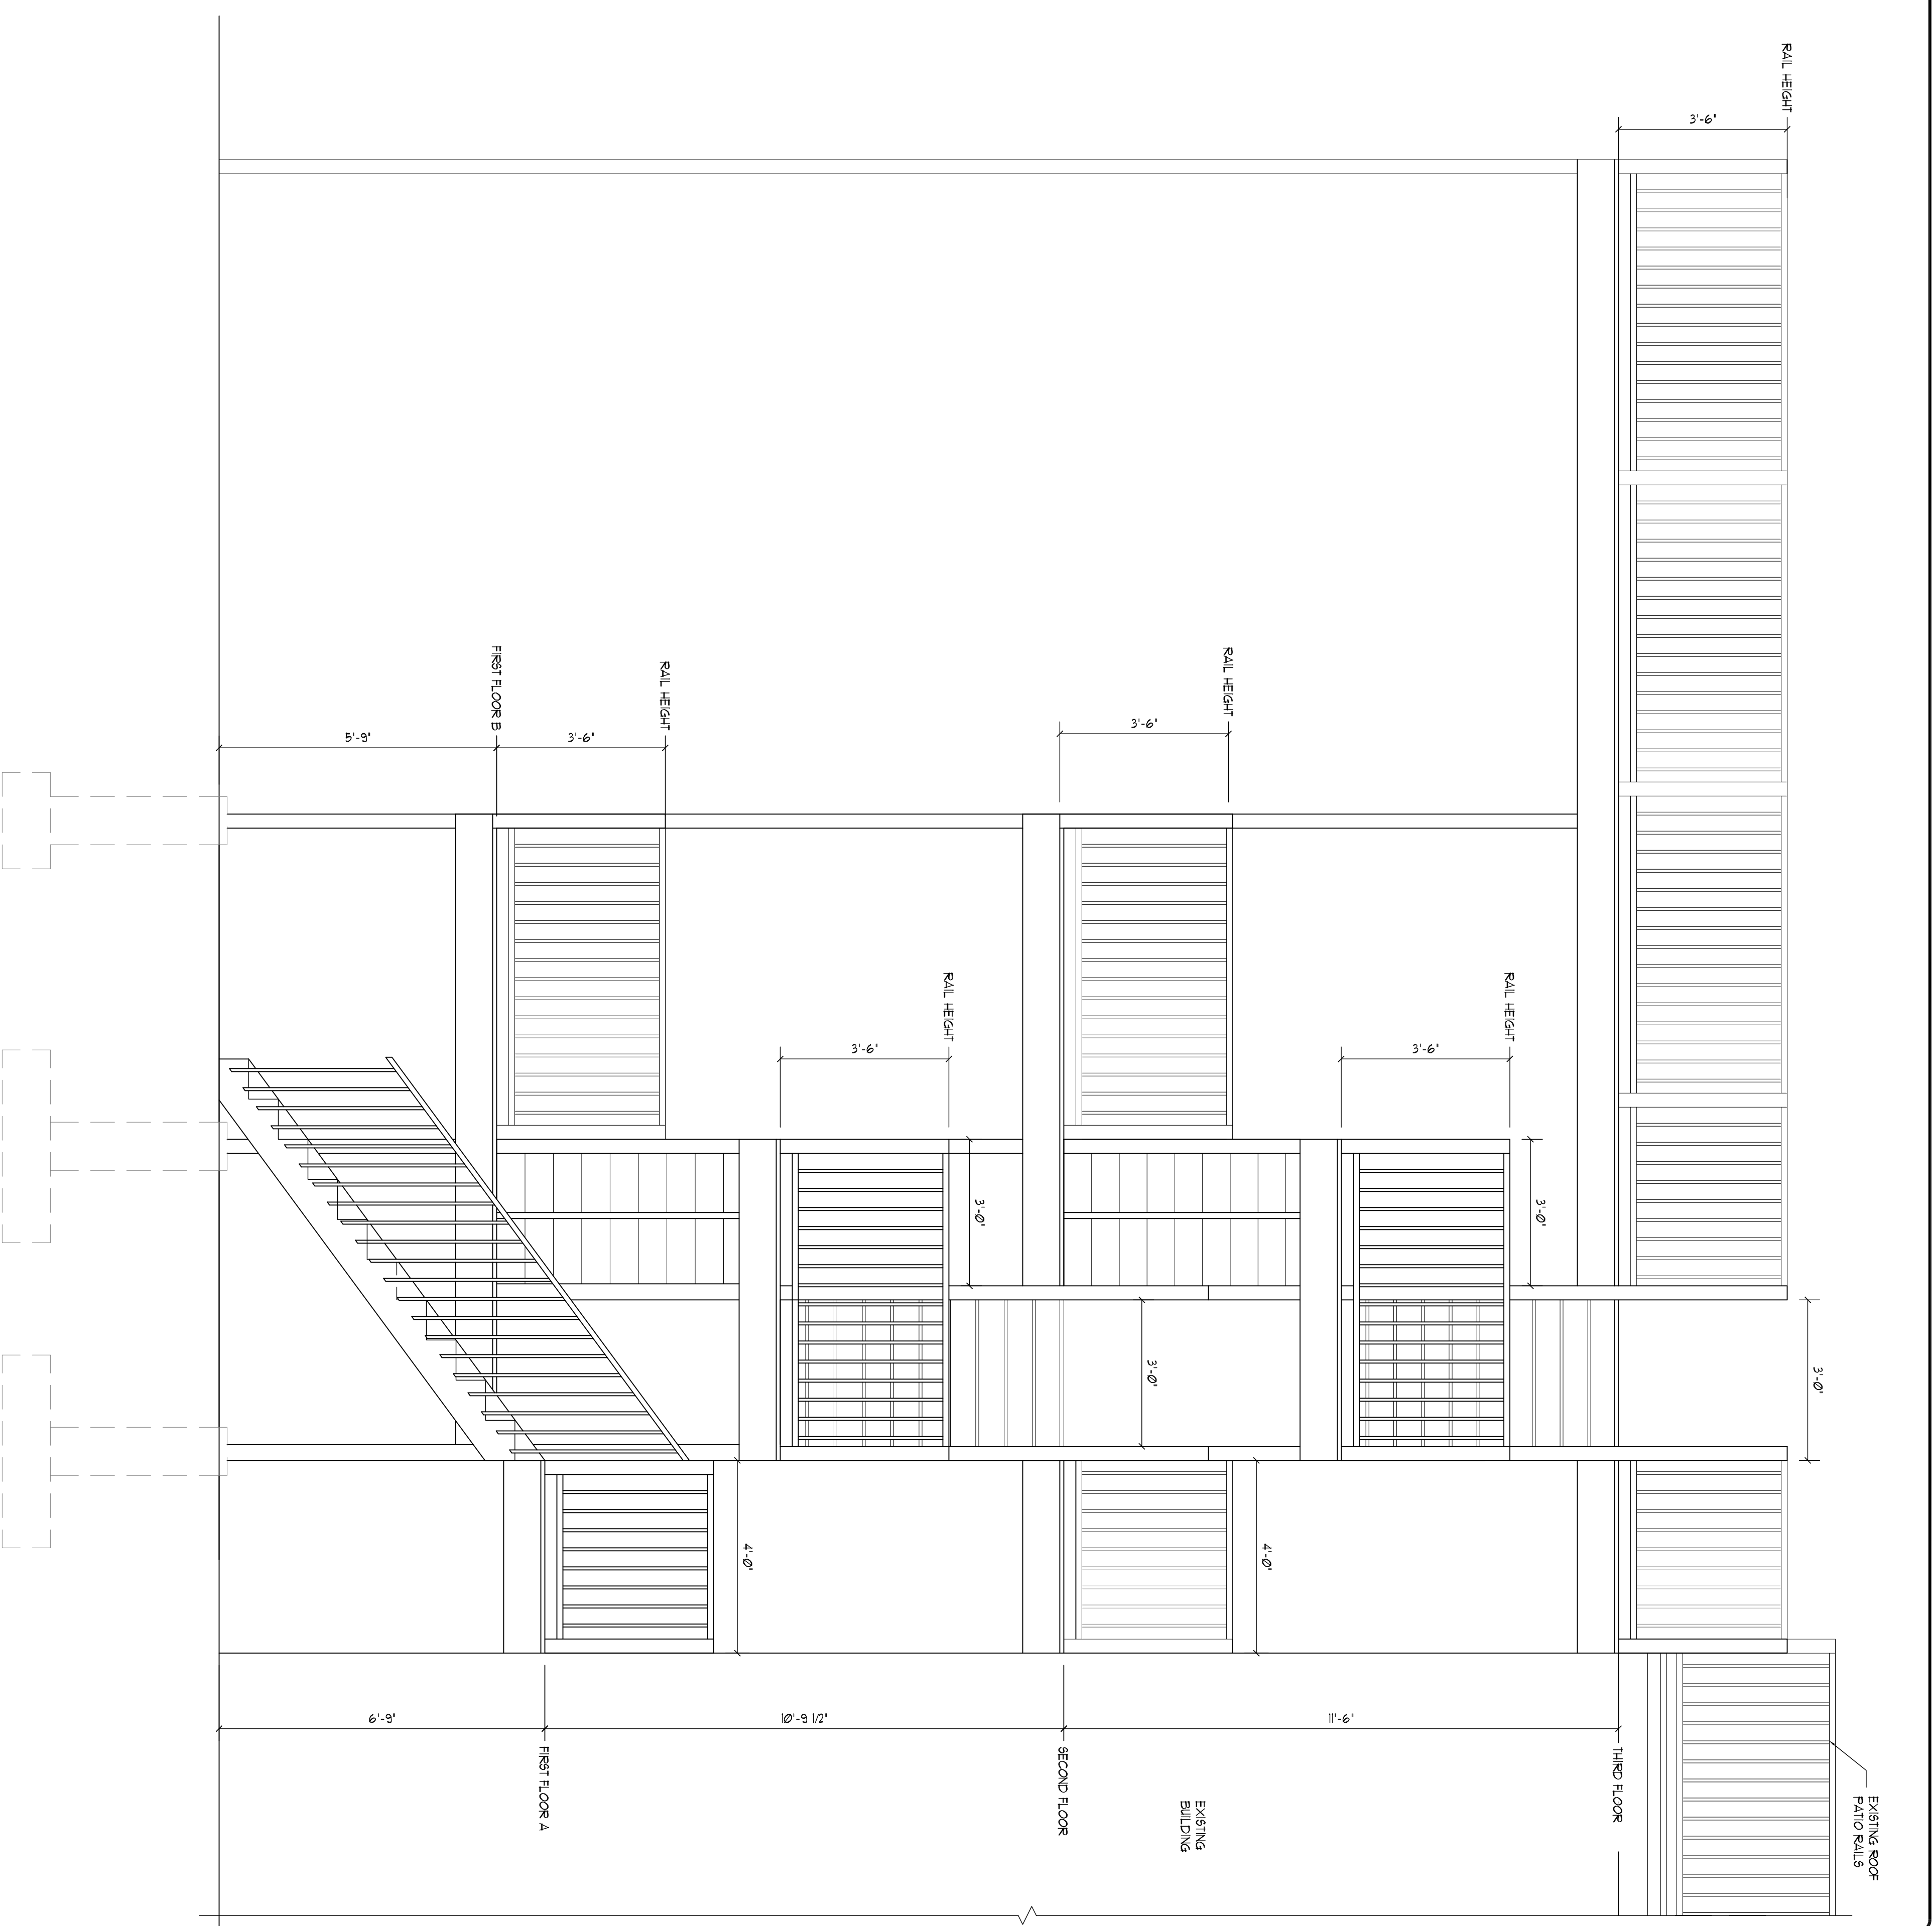 RAIL HEIGHT
3'-6"
EXISTING ROOF
PATIO RAILS
THIRD FLOOR
3'-0"
RAIL HEIGHT
3'-6"
3'-0"
11'-6"
EXISTING
BUILDING
RAIL HEIGHT
3'-6"
4'-0"
3'-0"
SECOND FLOOR
RAIL HEIGHT
3'-6"
3'-0"
10'-9 1/2"
4'-0"
RAIL HEIGHT
3'-6"
FIRST FLOOR A
FIRST FLOOR B
5'-9"
6'-9"